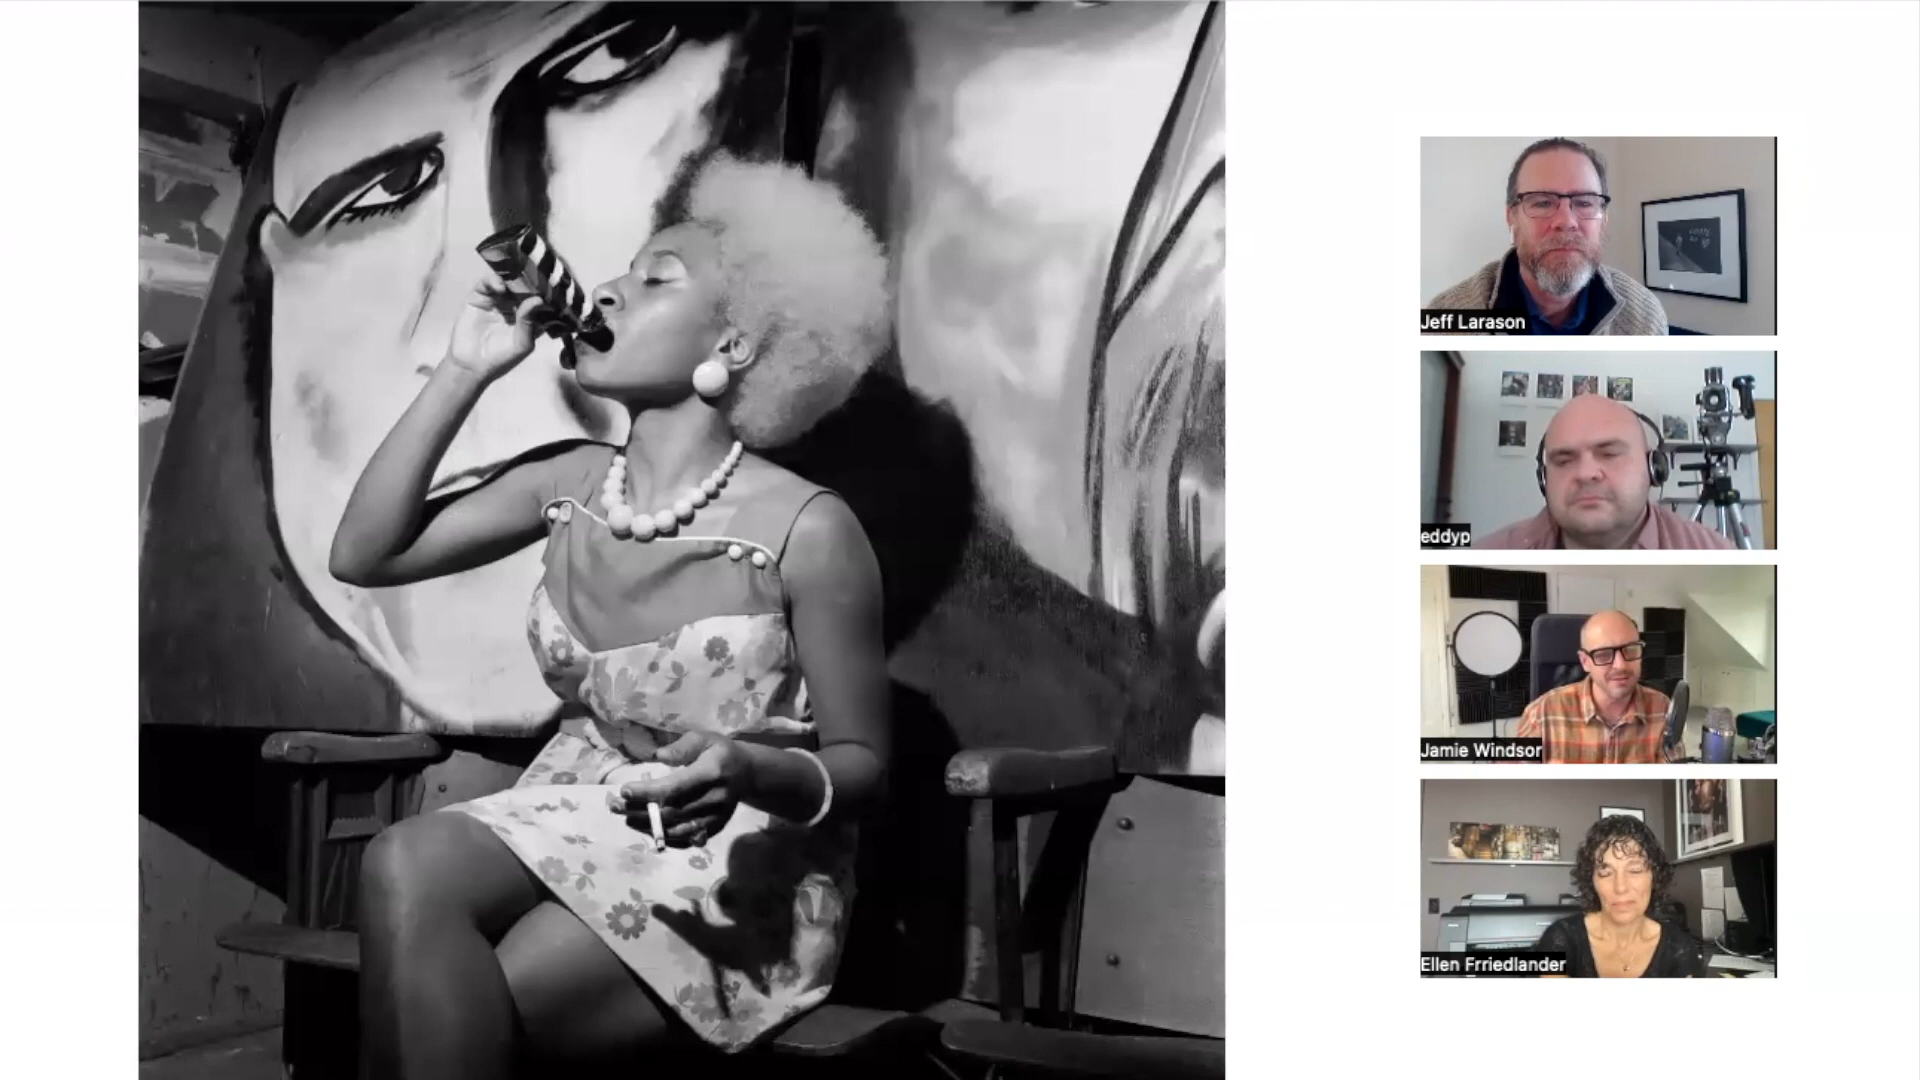 Jeff Larason
eddyp
Jamie Windsor
Ellen Frriedlander